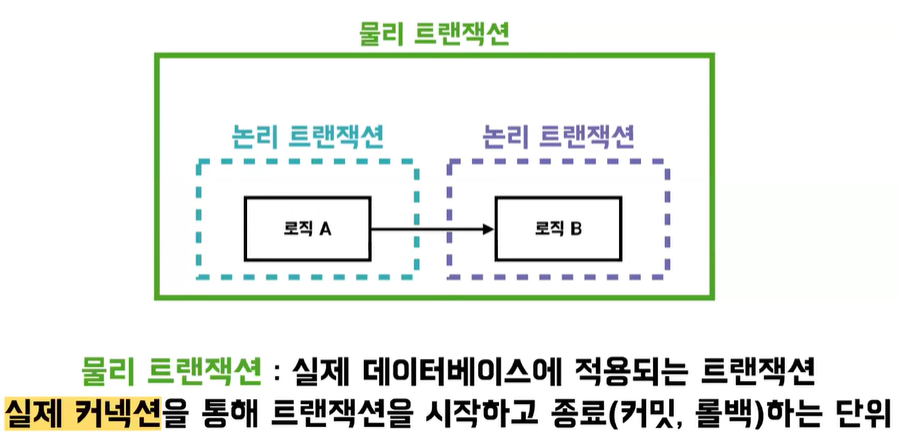 물리 트랜잭션
논리 트랜잭션
논리 트랜잭션
로직 A
로직 B
물리 트랜잭션 : 실제 데이터베이스에 적용되는 트랜잭션
실제 커넥션을 통해 트랜잭션을 시작하고 종료(커밋, 롤백)하는 단위